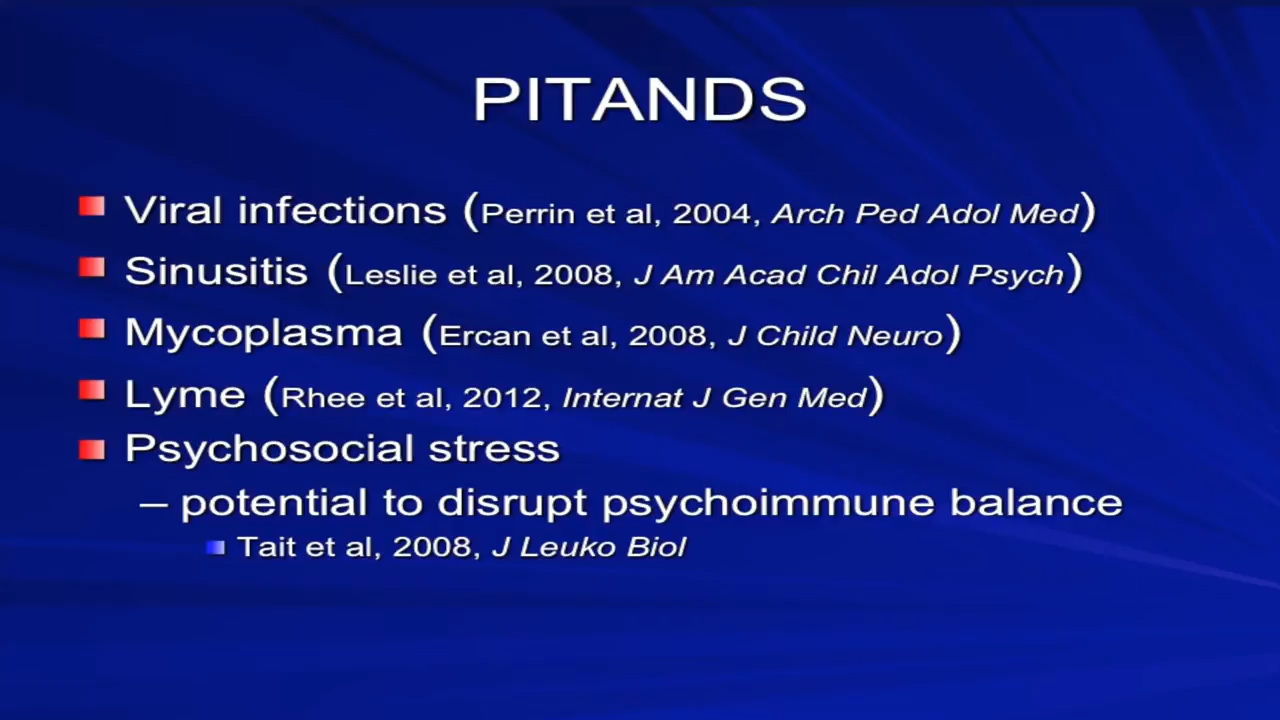 PITANDS
Viral infections (Perrin et al, 2004, Arch Ped Adol Med)
Sinusitis (Leslie et al, 2008, J Am Acad Chil Adol Psych)
Mycoplasma (Ercan et al, 2008, J Child Neuro)
Lyme (Rhee et al, 2012, Internat J Gen Med)
Psychosocial stress
– potential to disrupt psychoimmune balance
Tait et al, 2008, J Leuko Biol